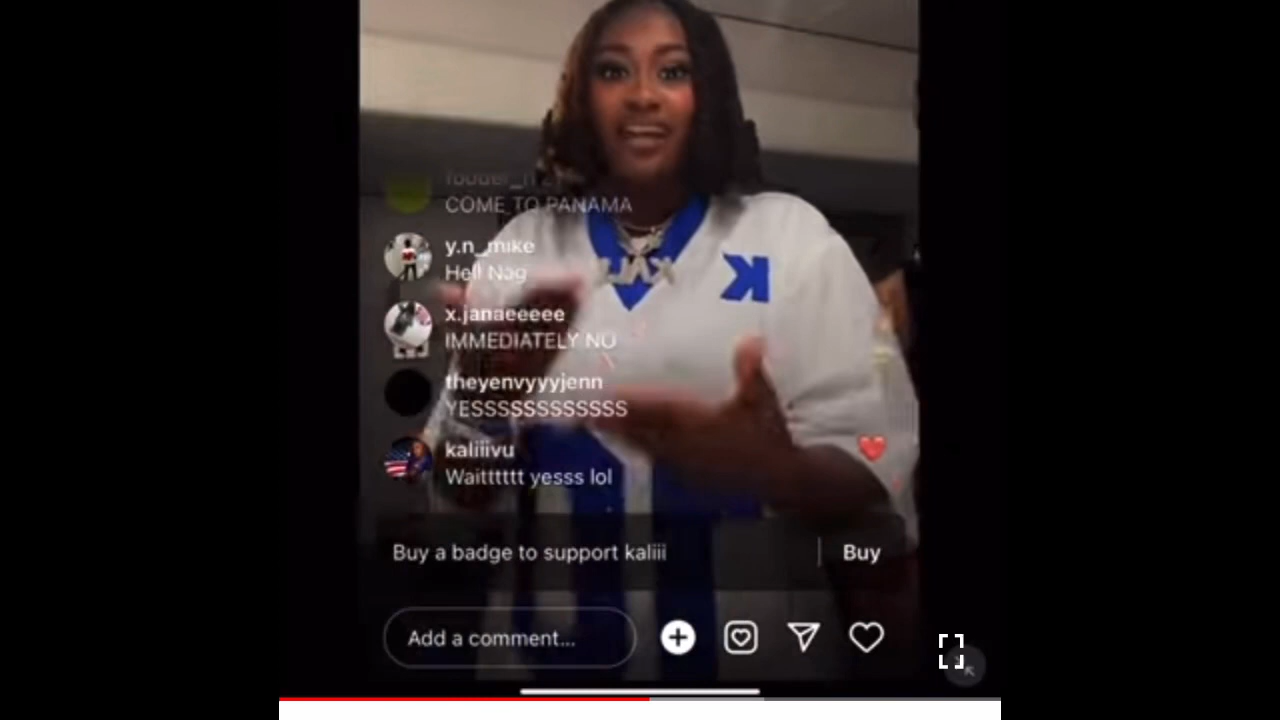 COME TO PANAMA
y.n_mike
Hell Nag
x.janaeeeee
IMMEDIATELY NO
theyenvyyyjenn
YESSSSSSSSSSSS
kaliiivu
Waitttttt yesss lol
K
Buy a badge to support kaliii
Buy
Add a comment...